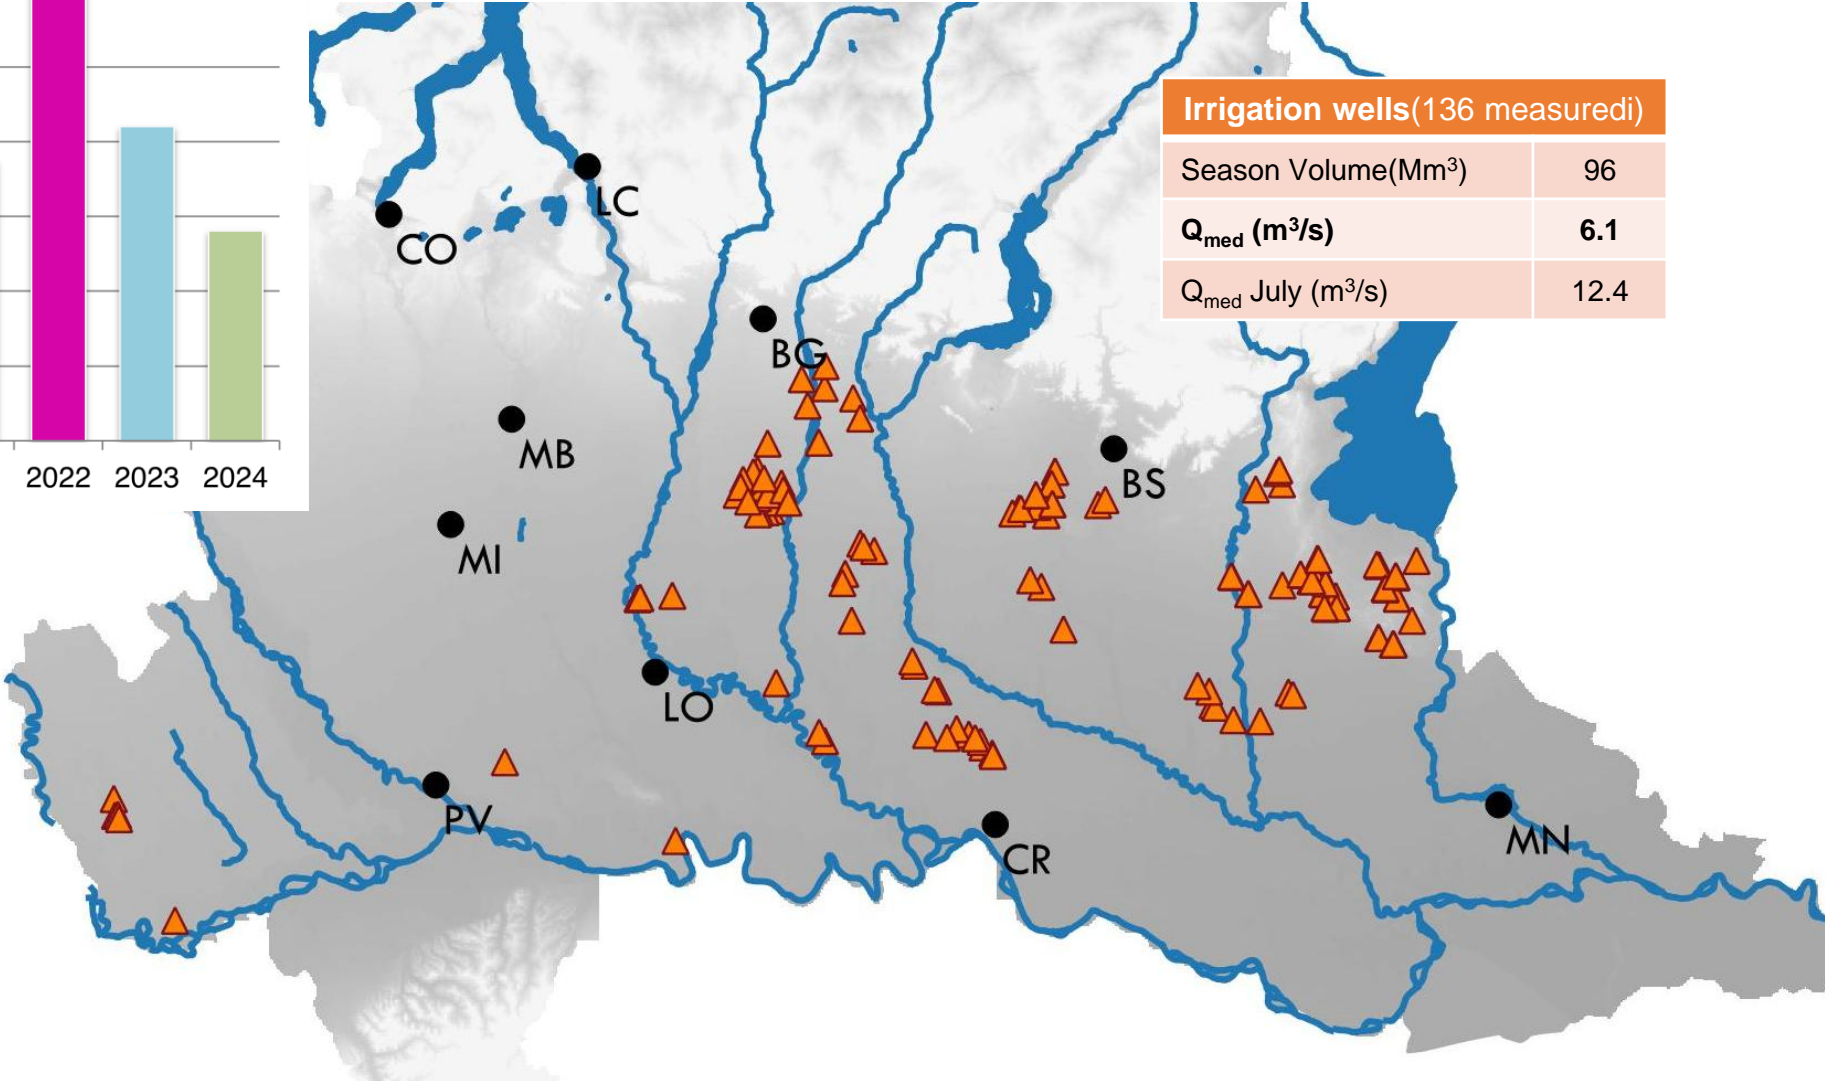 2022 2023 2024
Irrigation wells(136 measuredi)
Season Volume(Mm³) 96
Qmed (m³/s) 6.1
Qmed July (m³/s) 12.4
LC
CO
BG
MB
BS
MI
LO
PV
CR
MN